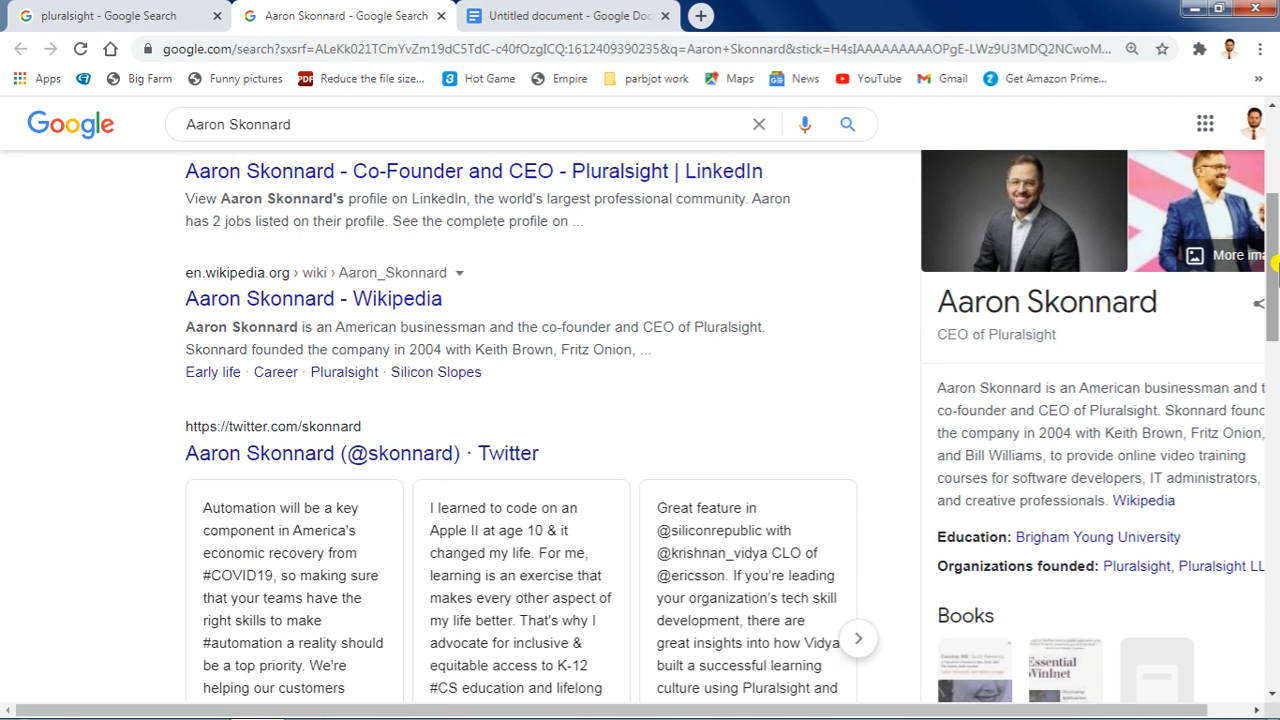 pluralsight - Google Search
Aaron Skonnard - Google Search
Untitled document - Google Doc
google.com/search?sxsrf=ALeKk021TCmYvZm19dC5TdC-c40fOzgICQ:1612409390235&q=Aaron+Skonnard&stick=H4sIAAAAAAAAAOPgE-LWz9U3MDQ2NCwoM...
Apps
Big Farm
Funny pictures
PDF
Reduce the file size...
Hot Game
Empire
parbjot work
Maps
News
YouTube
Gmail
Get Amazon Prime...
»
Google
Aaron Skonnard
Aaron Skonnard - Co-Founder and CEO - Pluralsight | LinkedIn
View Aaron Skonnard's profile on LinkedIn, the world's largest professional community. Aaron
has 2 jobs listed on their profile. See the complete profile on ...
en.wikipedia.org › wiki › Aaron_Skonnard
Aaron Skonnard - Wikipedia
Aaron Skonnard is an American businessman and the co-founder and CEO of Pluralsight.
Skonnard founded the company in 2004 with Keith Brown, Fritz Onion, ...
Early life · Career · Pluralsight · Silicon Slopes
https://twitter.com/skonnard
Aaron Skonnard (@skonnard) · Twitter
Automation will be a key
component in America's
economic recovery from
#COVID19, so making sure
that your teams have the
right skills to make
#automation a reality should
be a top
We're
helping our customers
I learned to code on an
Apple II at age 10 & it
changed my life. For me,
learning is an exercise that
makes every other aspect of
my life better. That's why I
advocate for inclusive &
equitable access to K-12
#CS education and lifelong
Great feature in
@siliconrepublic with
@krishnan_vidya CLO of
@ericsson. If you're leading
your organization's tech skill
development, there are
great insights into how Vidya
built a successful learning
culture using Pluralsight and
More ima
Aaron Skonnard
CEO of Pluralsight
Aaron Skonnard is an American businessman and t
co-founder and CEO of Pluralsight. Skonnard found
the company in 2004 with Keith Brown, Fritz Onion,
and Bill Williams, to provide online video training
courses for software developers, IT administrators,
and creative professionals. Wikipedia
Education: Brigham Young University
Organizations founded: Pluralsight, Pluralsight LL
Books
Essential
WinInet